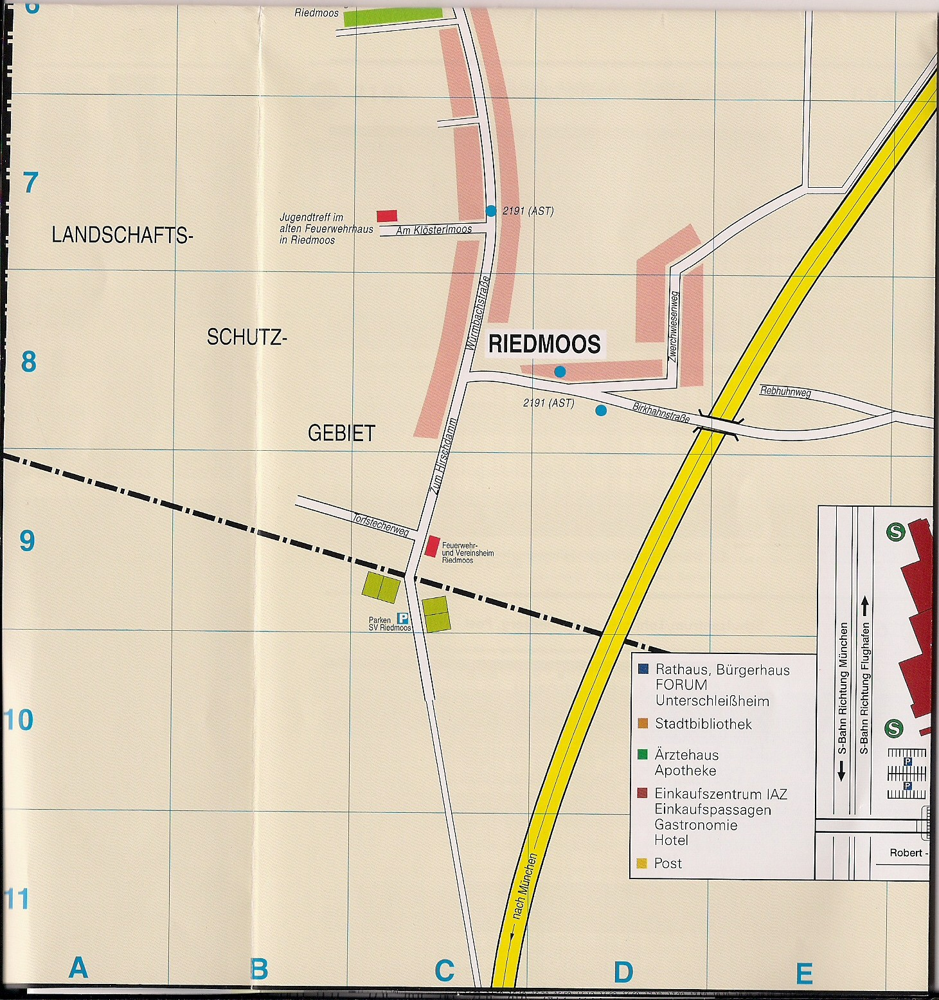 6
Riedmoos
7
2191 (AST)
Jugendtreff im
alten Feuerwehrhaus
in Riedmoos
Am Klösterlmoos
LANDSCHAFTS-
Würmbachstraße
Zwerchwiesenweg
SCHUTZ-
RIEDMOOS
8
Rebhuhnweg
2191 (AST)
Birkhahnstraße
GEBIET
Zum Hirschdamm
Torfstecherweg
9
Feuerwehr-
und Vereinsheim
Riedmoos
S
Parken
P
SV Riedmoos
S-Bahn Richtung München
S-Bahn Richtung Flughafen
Rathaus, Bürgerhaus
FORUM
Unterschleißheim
10
Stadtbibliothek
S
Ärztehaus
Apotheke
P
P
Einkaufszentrum IAZ
Einkaufspassagen
Gastronomie
Hotel
Robert -
Post
nach München
11
A
B
C
D
E